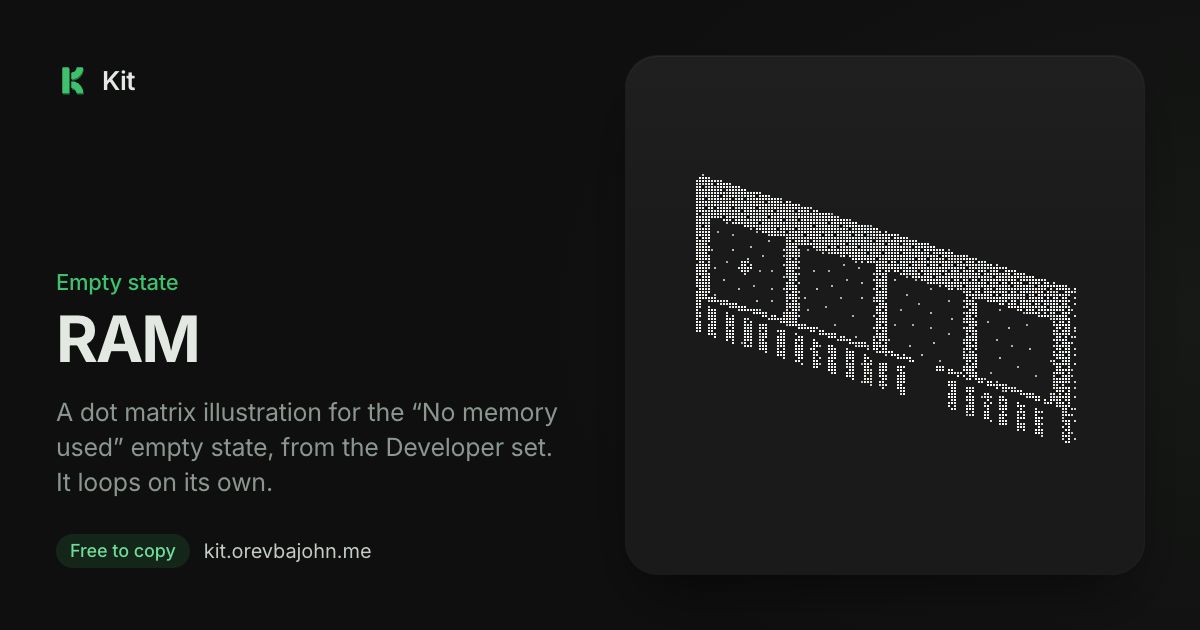 Kit
Empty state
RAM
A dot matrix illustration for the “No memory
used” empty state, from the Developer set.
It loops on its own.
Free to copy
kit.orevbajohn.me